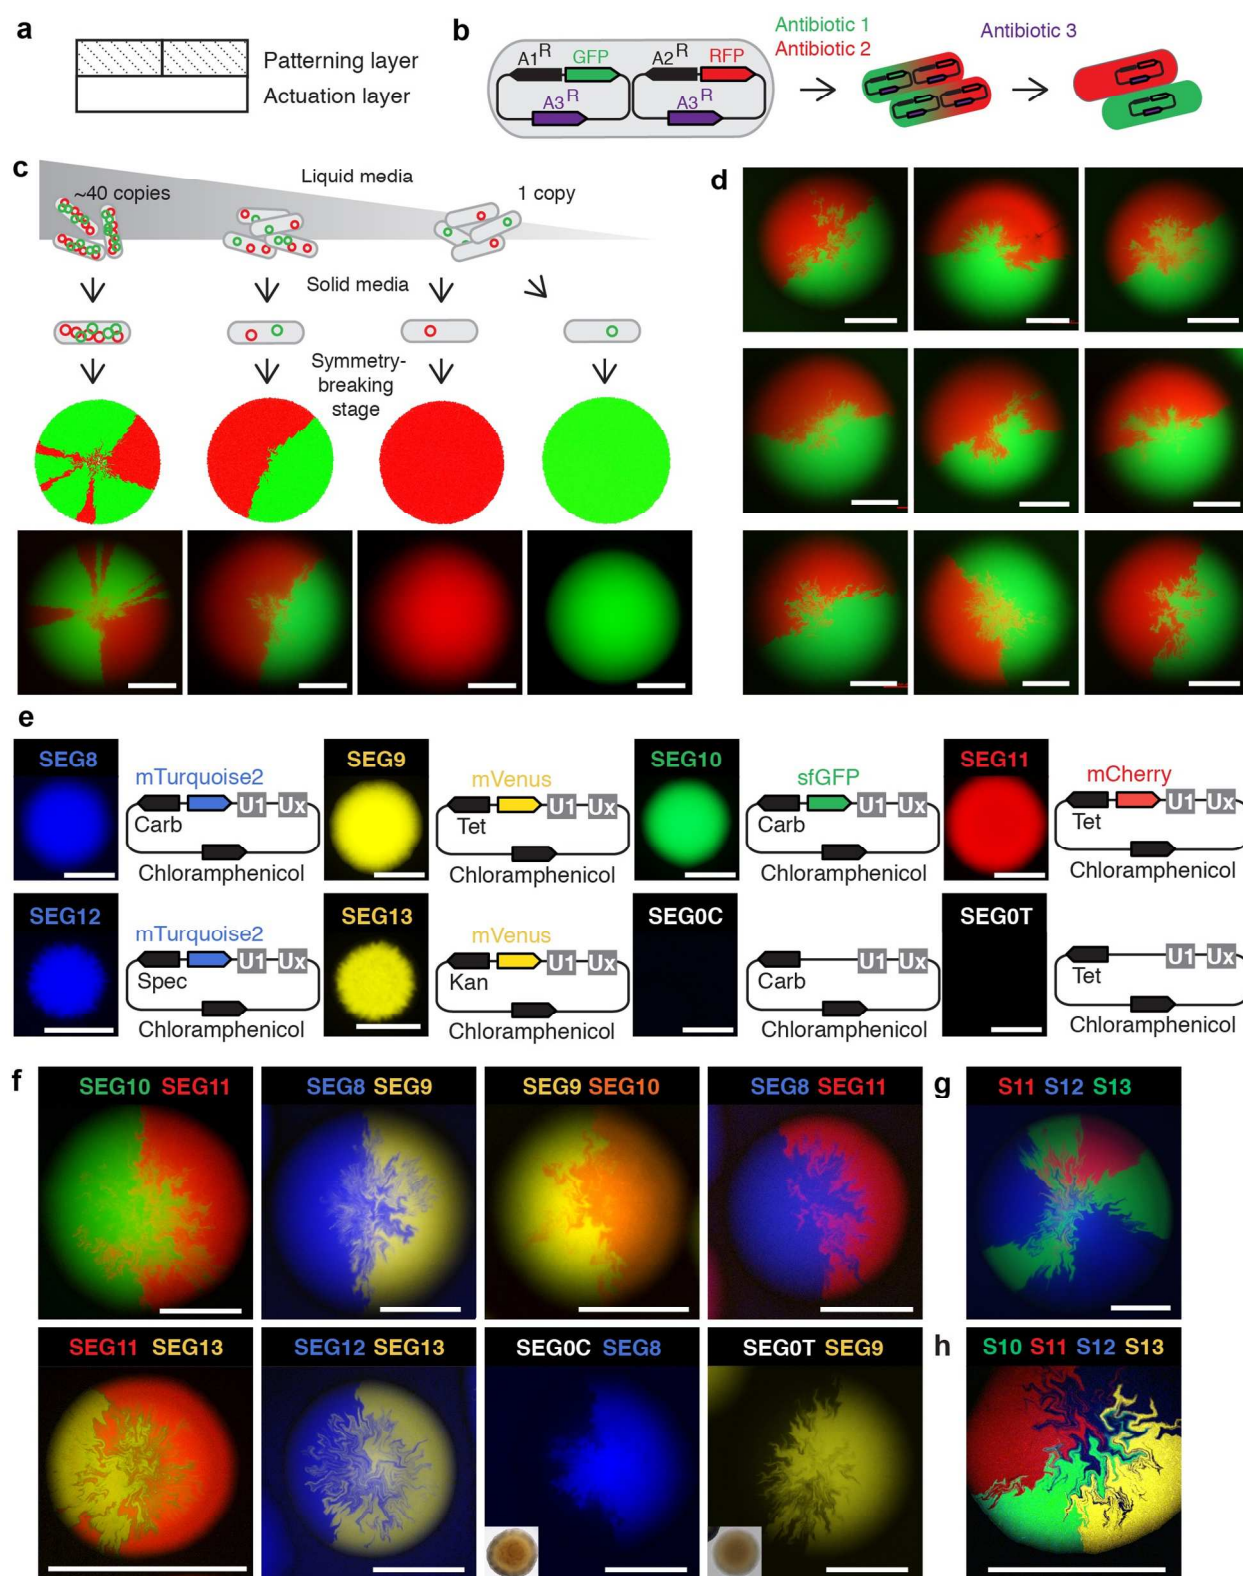 a
Patterning layer
Actuation layer
b
A1R
GFP
A2R
RFP
A3R
A3R
Antibiotic 1
Antibiotic 2
Antibiotic 3
c
Liquid media
~40 copies
1 copy
Solid media
Symmetry-
breaking
stage
d
e
SEG8
mTurquoise2
U1 Ux
Carb
Chloramphenicol
SEG9
mVenus
U1 Ux
Tet
Chloramphenicol
SEG10
sfGFP
U1 Ux
Carb
Chloramphenicol
SEG11
mCherry
U1 Ux
Tet
Chloramphenicol
SEG12
mTurquoise2
U1 Ux
Spec
Chloramphenicol
SEG13
mVenus
U1 Ux
Kan
Chloramphenicol
SEG0C
U1 Ux
Carb
Chloramphenicol
SEG0T
U1 Ux
Tet
Chloramphenicol
f
SEG10 SEG11
SEG8 SEG9
SEG9 SEG10
SEG8 SEG11
g
S11 S12 S13
SEG11 SEG13
SEG12 SEG13
SEG0C SEG8
SEG0T SEG9
h
S10 S11 S12 S13